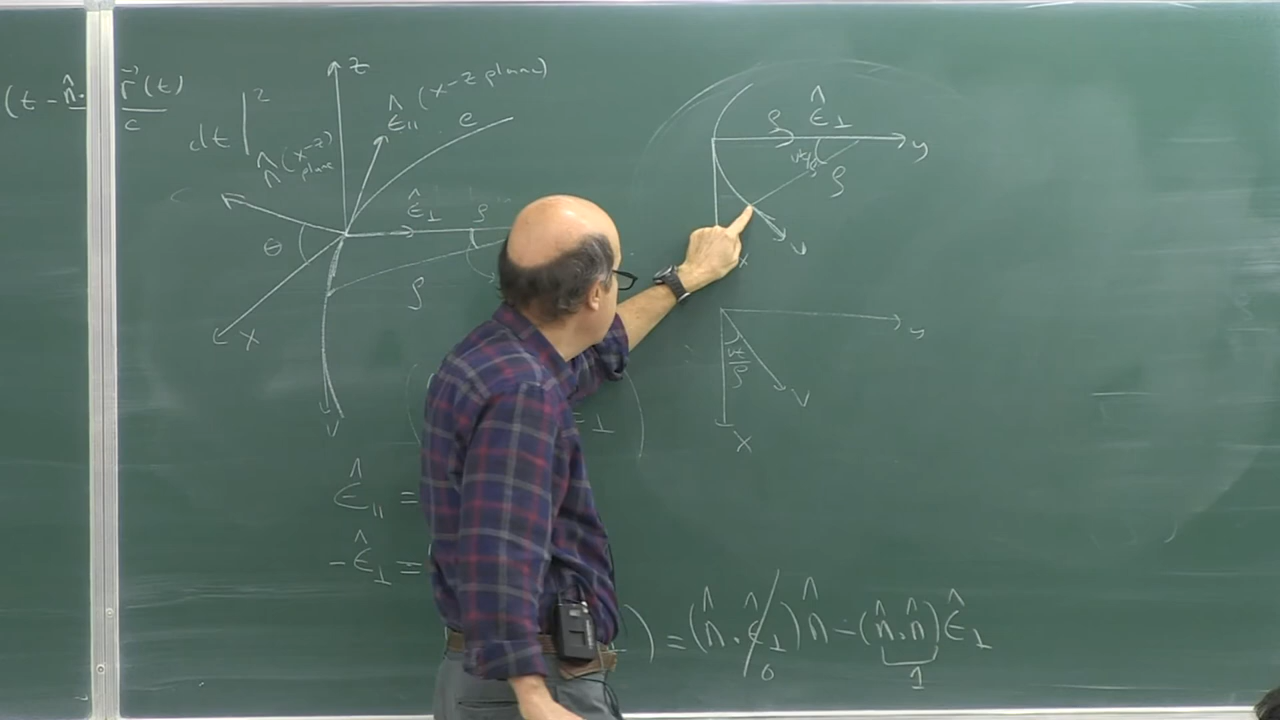 (t - n̂. r⃗(t)/c
dt |²
z
ε̂∥ (x-z plane)
n̂ (x-z plane)
e
ε̂⊥ ρ
θ
ρ
x
v
ρ ε̂⊥
y
vt/ρ
ρ
v
x
y
vt/ρ
v
x
⊥
ε̂∥ =
-ε̂⊥ =
) = (n̂.ε̂⊥)n̂ - (n̂.n̂)ε̂⊥
0
1